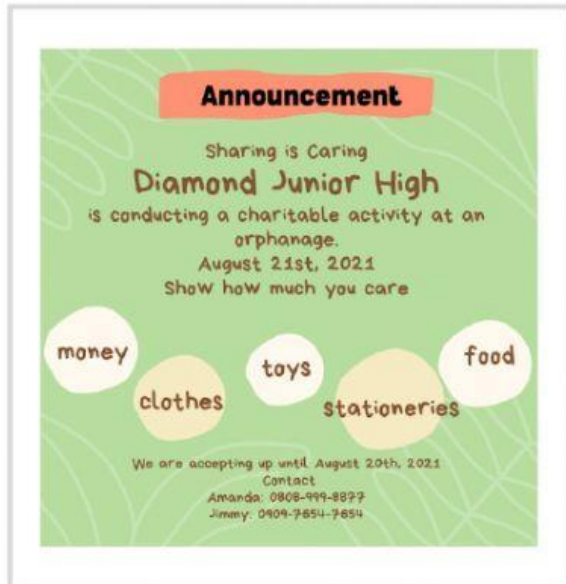 Announcement
Sharing is Caring
Diamond Junior High
is conducting a charitable activity at an
orphanage.
August 21st, 2021
Show how much you care
money
clothes
toys
stationeries
food
We are accepting up until August 20th, 2021
Contact
Amanda: 0808-999-8877
Jimmy: 0909-7654-7654